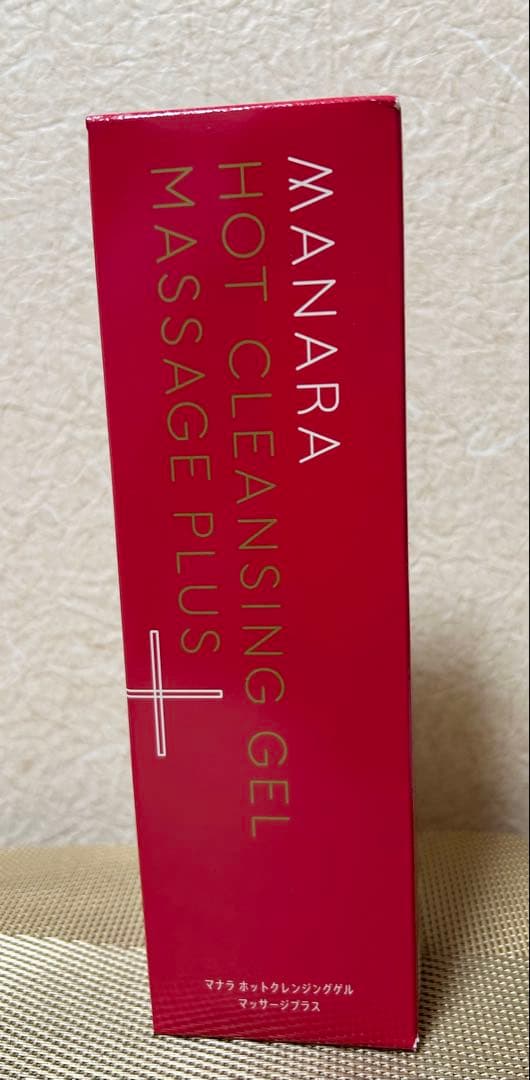 MANARA
HOT CLEANSING GEL
MASSAGE PLUS
マナラ ホットクレンジングゲル
マッサージプラス